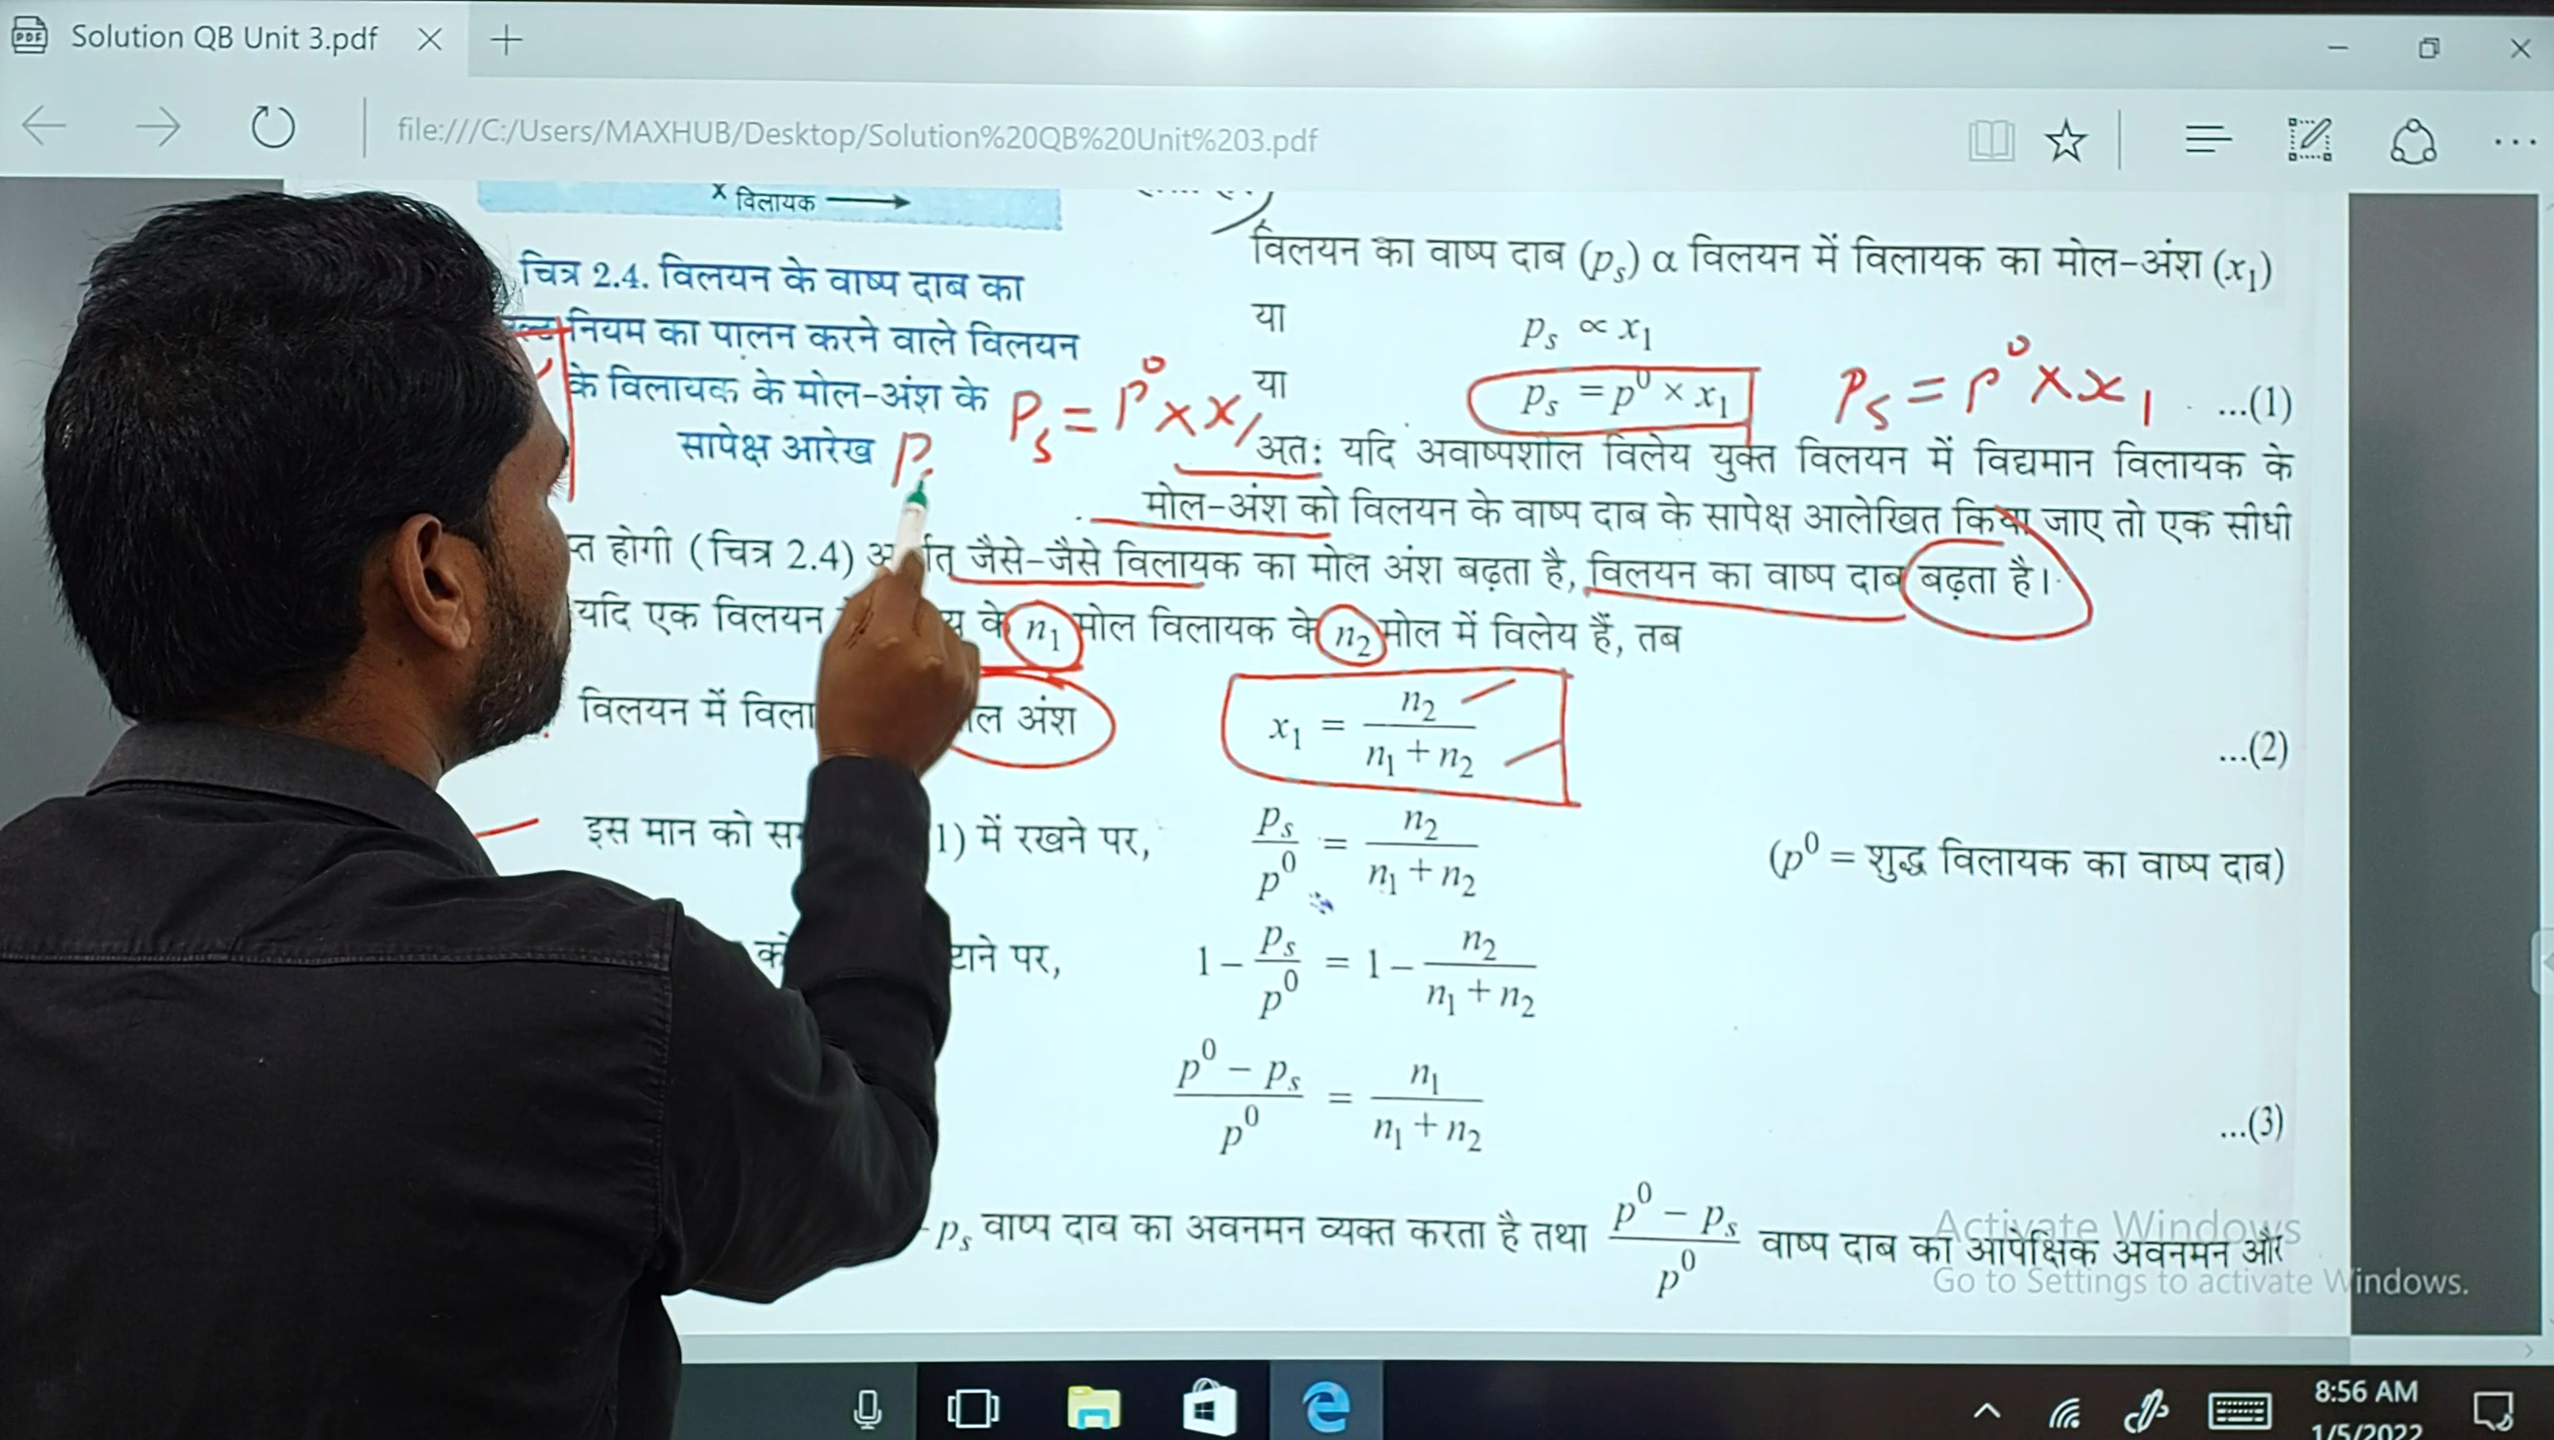 Solution QB Unit 3.pdf
file:///C:/Users/MAXHUB/Desktop/Solution%20QB%20Unit%203.pdf
x विलायक
चित्र 2.4. विलयन के वाष्प दाब का
नियम का पालन करने वाले विलयन
के विलायक के मोल-अंश के
सापेक्ष आरेख P
Ps = P⁰ × x1
विलयन का वाष्प दाब (ps) α विलयन में विलायक का मोल-अंश (x1)
या ps ∝ x1
या ps = p⁰ × x1 Ps = P⁰ × x1 ...(1)
अतः यदि अवाष्पशील विलेय युक्त विलयन में विद्यमान विलायक के
मोल-अंश को विलयन के वाष्प दाब के सापेक्ष आलेखित किया जाए तो एक सीधी
होगी (चित्र 2.4) जैसे-जैसे विलायक का मोल अंश बढ़ता है, विलयन का वाष्प दाब बढ़ता है।
यदि एक विलयन के n1 मोल विलायक के n2 मोल में विलेय हैं, तब
विलयन में अंश x1 = n2 / (n1 + n2) ...(2)
इस मान को 1) में रखने पर, ps / p⁰ = n2 / (n1 + n2) (p⁰ = शुद्ध विलायक का वाष्प दाब)
पर, 1 – ps / p⁰ = 1 – n2 / (n1 + n2)
(p⁰ – ps) / p⁰ = n1 / (n1 + n2) ...(3)
ps वाष्प दाब का अवनमन व्यक्त करता है तथा (p⁰ – ps) / p⁰ वाष्प दाब का आपेक्षिक अवनमन और
Activate Windows
Go to Settings to activate Windows.
8:56 AM
1/5/2022